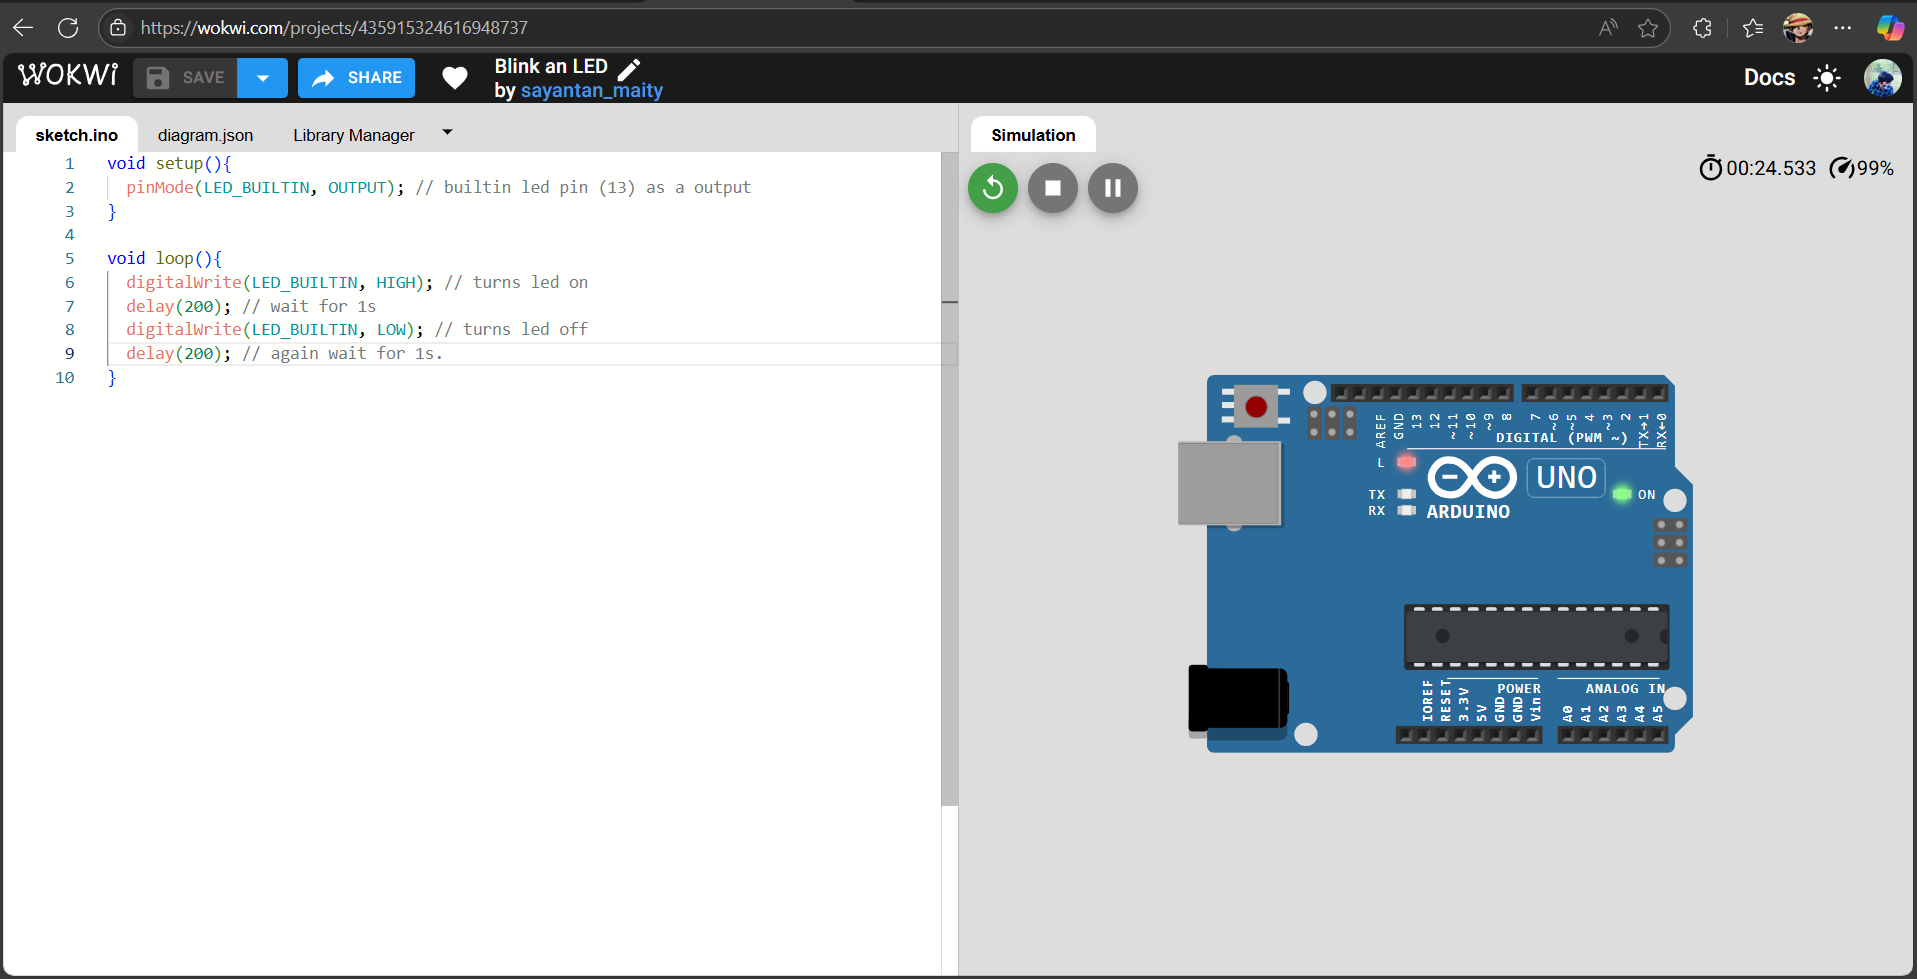 https://wokwi.com/projects/435915324616948737
WOKWI
SAVE
SHARE
Blink an LED
by sayantan_maity
Docs
sketch.ino
diagram.json
Library Manager
Simulation
00:24.533
99%
1 void setup(){
2 pinMode(LED_BUILTIN, OUTPUT); // builtin led pin (13) as a output
3 }
4
5 void loop(){
6 digitalWrite(LED_BUILTIN, HIGH); // turns led on
7 delay(200); // wait for 1s
8 digitalWrite(LED_BUILTIN, LOW); // turns led off
9 delay(200); // again wait for 1s.
10 }
AREF GND 13 12 ~11 ~10 ~9 8 7 ~6 ~5 4 ~3 2 TX→1 RX←0
DIGITAL (PWM ~)
L
UNO
TX
ON
RX
ARDUINO
POWER
ANALOG IN
IOREF RESET 3.3V 5V GND GND Vin A0 A1 A2 A3 A4 A5